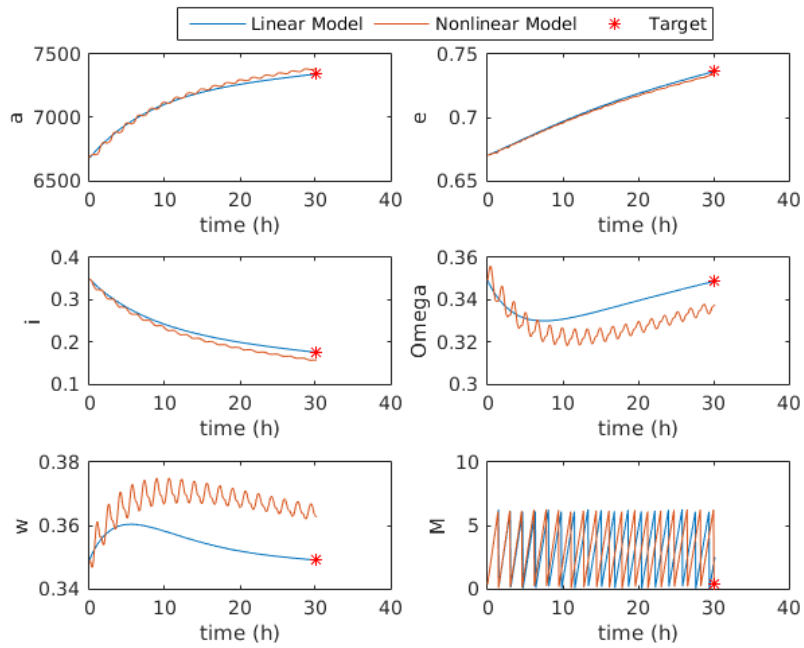 Linear Model Nonlinear Model Target
7500 0.75
a 7000 e 0.7
6500 0.65
0 10 20 30 40 0 10 20 30 40
time (h) time (h)
0.4 0.36
0.3 0.34
i Omega
0.2 0.32
0.1 0.3
0 10 20 30 40 0 10 20 30 40
time (h) time (h)
0.38 10
w 0.36 M 5
0.34 0
0 10 20 30 40 0 10 20 30 40
time (h) time (h)